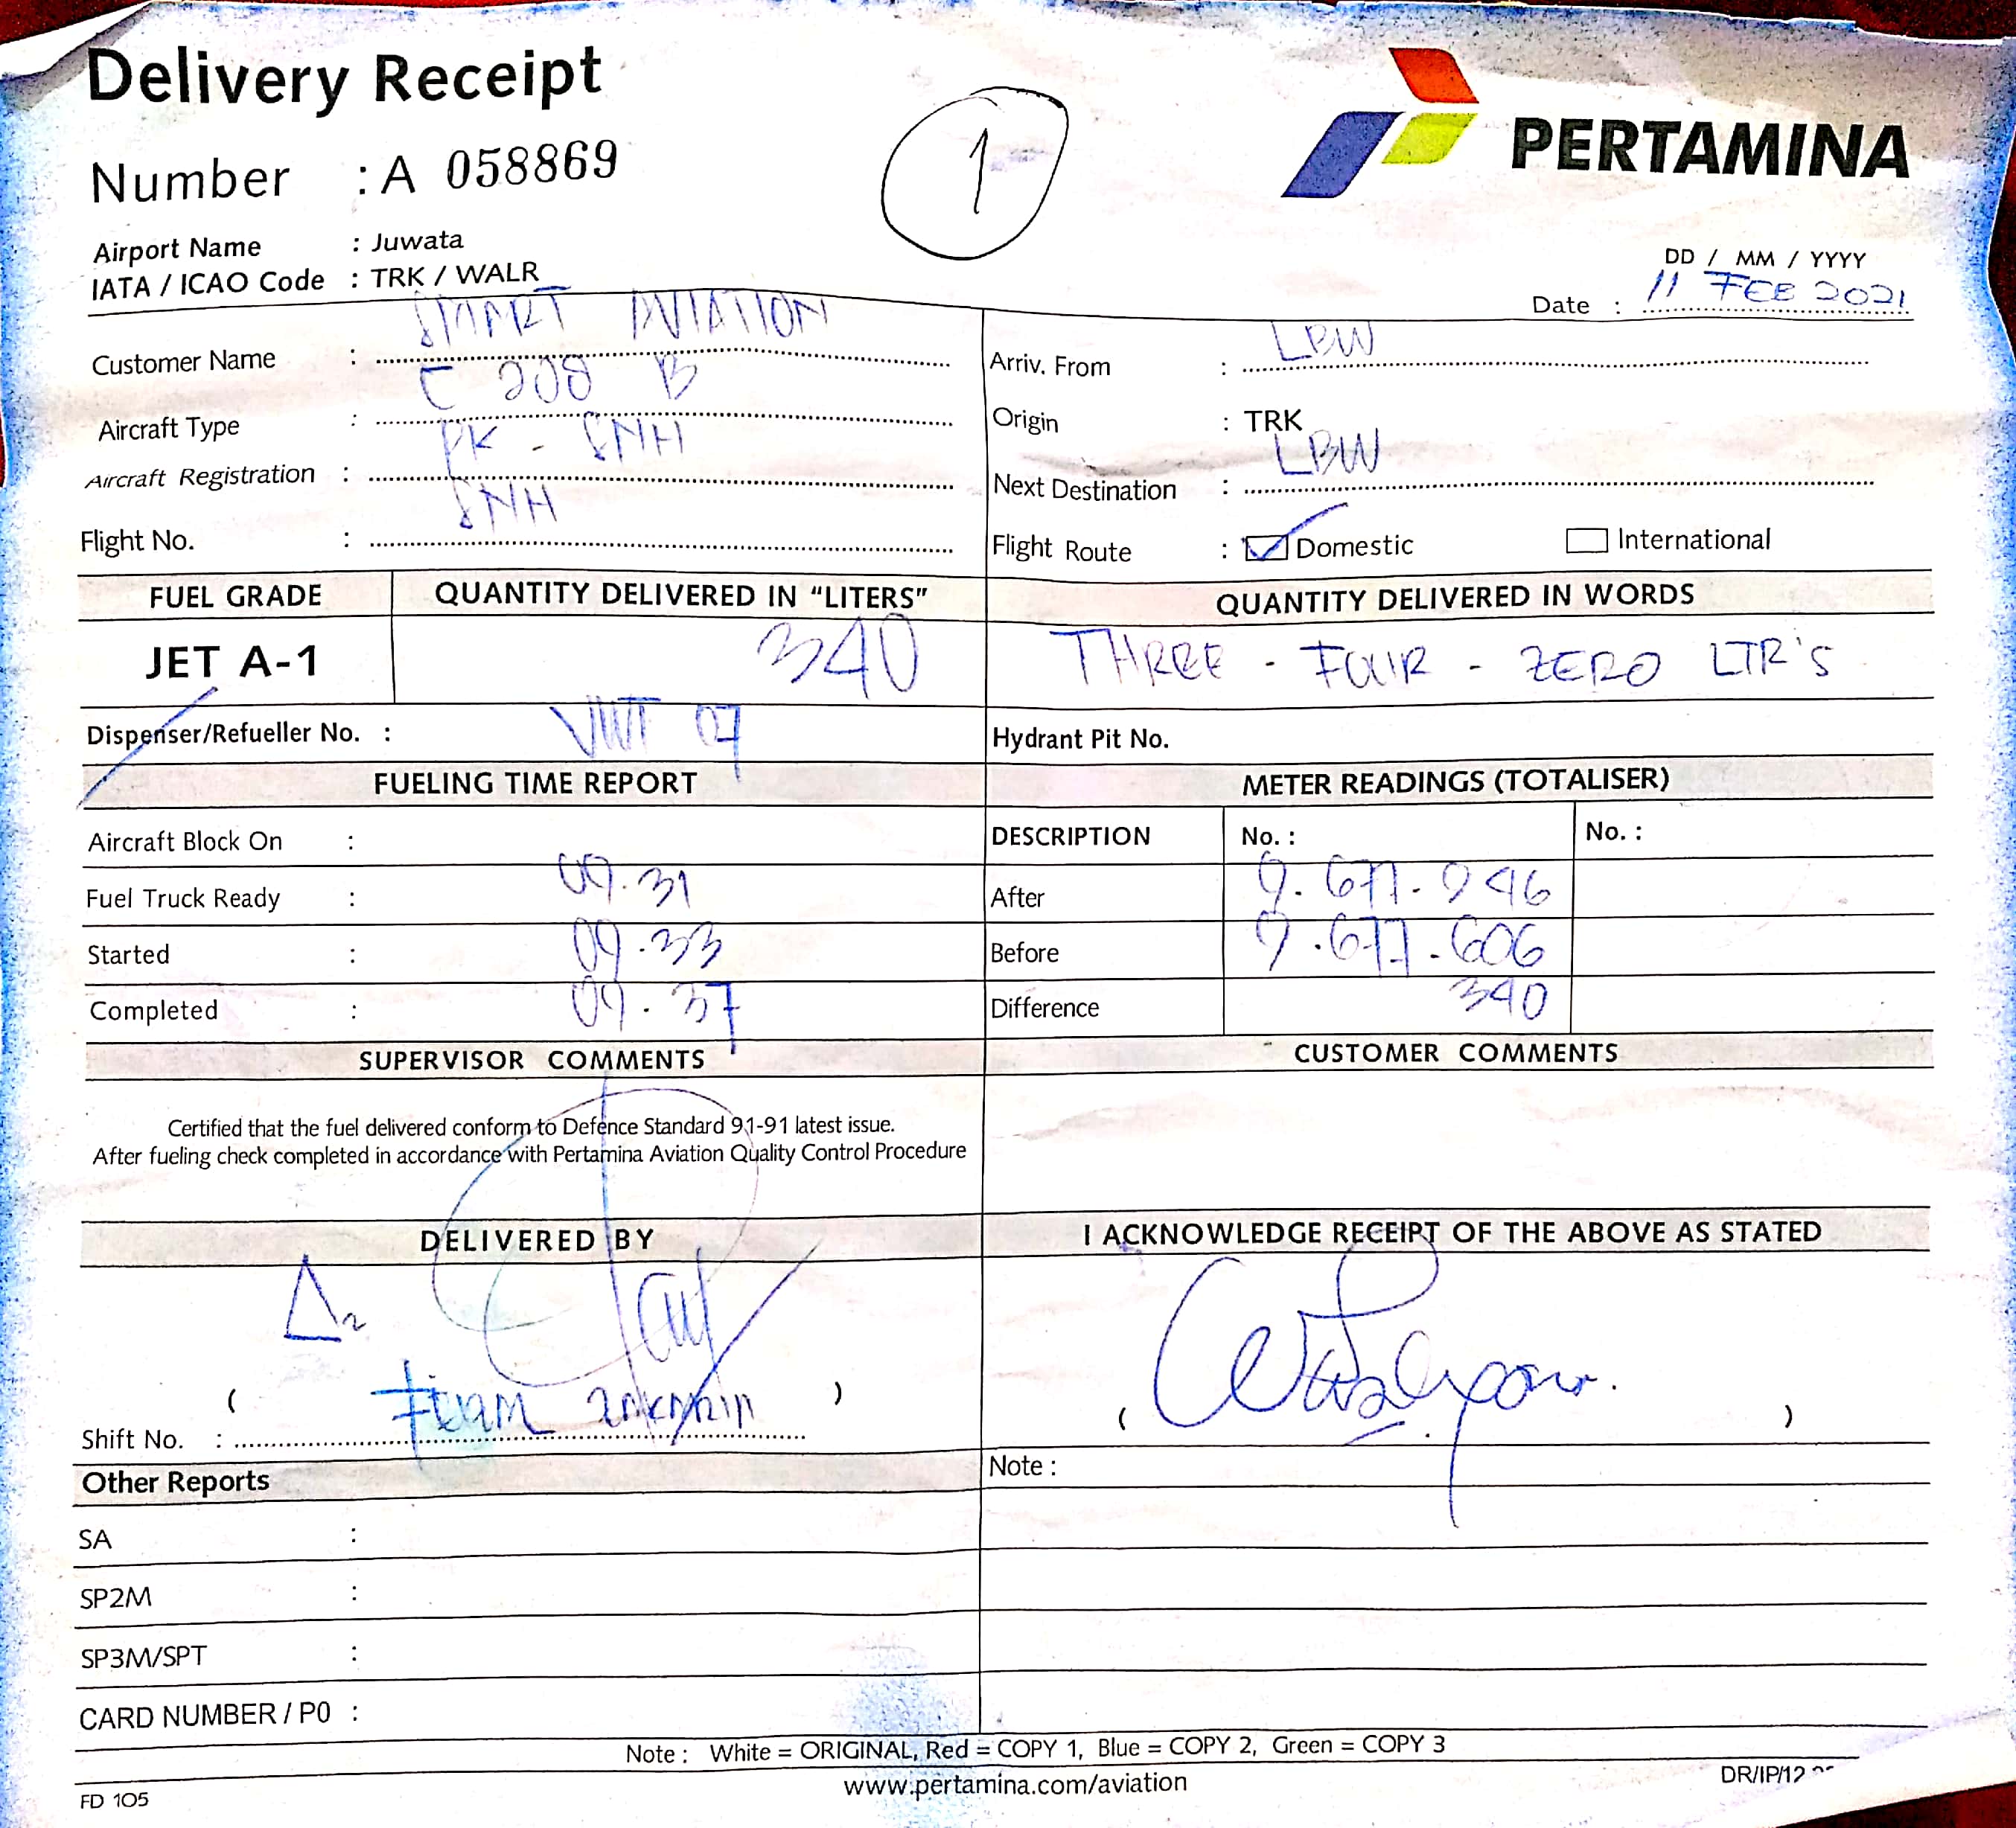 Delivery Receipt
1
PERTAMINA
Number : A 058869
Airport Name : Juwata
IATA / ICAO Code : TRK / WALR
DD / MM / YYYY
Date : 11 FEB 2021
Customer Name : SMART AVIATION
Arriv. From : LBW
Aircraft Type : C 208 B
Origin : TRK
Aircraft Registration : PK - SNH
Next Destination : LBW
Flight No. : SNH
Flight Route : Domestic International
FUEL GRADE QUANTITY DELIVERED IN "LITERS" QUANTITY DELIVERED IN WORDS
JET A-1 340 THREE - FOUR - ZERO LTR'S
Dispenser/Refueller No. : VWT 07 Hydrant Pit No.
FUELING TIME REPORT METER READINGS (TOTALISER)
Aircraft Block On : DESCRIPTION No. : No. :
Fuel Truck Ready : 09.31 After 9.677.946
Started : 09.33 Before 9.677.606
Completed : 09.37 Difference 340
SUPERVISOR COMMENTS CUSTOMER COMMENTS
Certified that the fuel delivered conform to Defence Standard 91-91 latest issue.
After fueling check completed in accordance with Pertamina Aviation Quality Control Procedure
DELIVERED BY I ACKNOWLEDGE RECEIPT OF THE ABOVE AS STATED
( )
( )
Shift No. :
Other Reports Note :
SA :
SP2M :
SP3M/SPT :
CARD NUMBER / PO :
Note : White = ORIGINAL, Red = COPY 1, Blue = COPY 2, Green = COPY 3
www.pertamina.com/aviation
FD 105 DR/IP/12